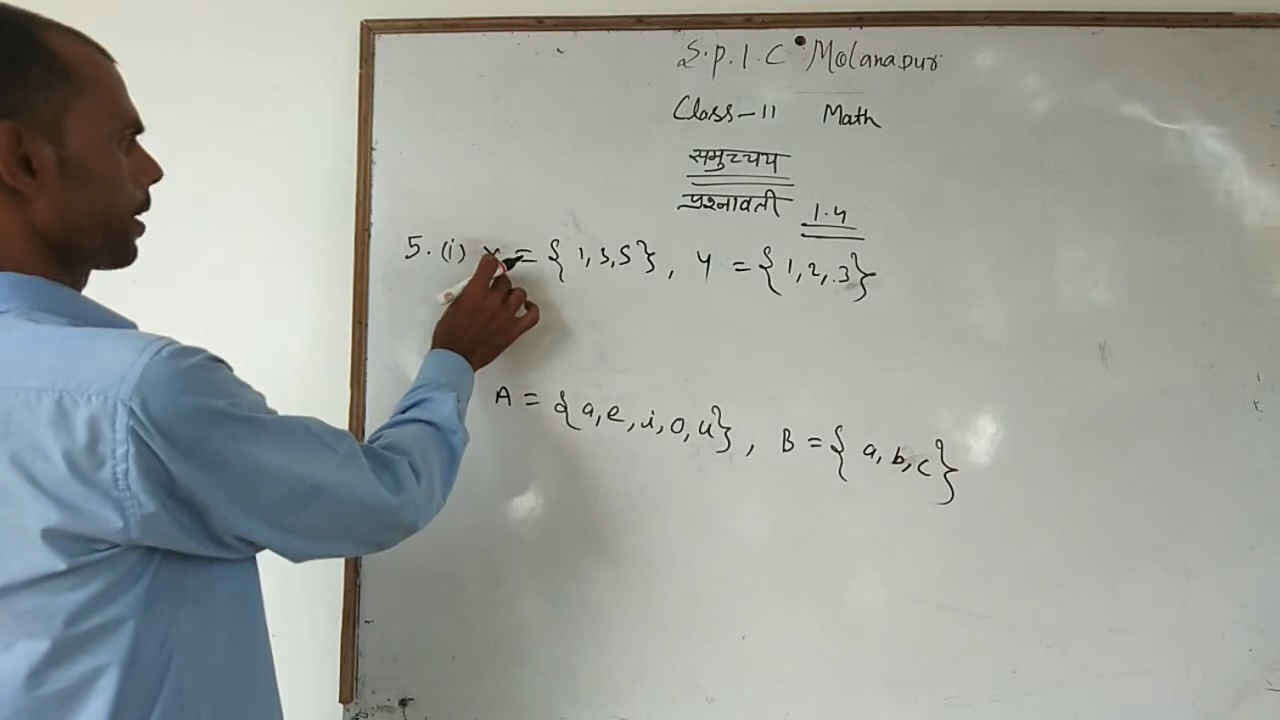 S.P.I.C Molanapur
Class-11 Math
समुच्चय
प्रश्नावली 1.4
5. (i) X = {1,3,5}, Y = {1,2,3}
A = {a,e,i,o,u}, B = {a,b,c}